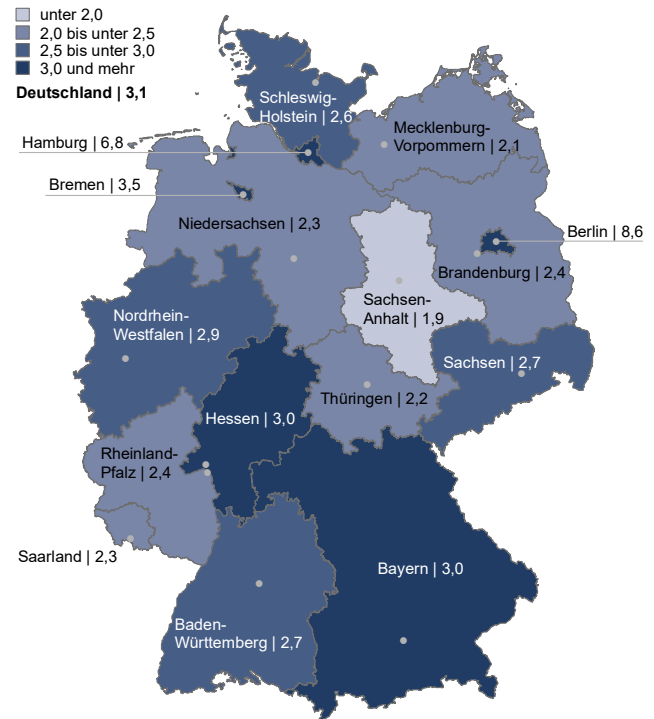 unter 2,0
2,0 bis unter 2,5
2,5 bis unter 3,0
3,0 und mehr
Deutschland | 3,1
Schleswig-
Holstein | 2,6
Mecklenburg-
Vorpommern | 2,1
Hamburg | 6,8
Bremen | 3,5
Niedersachsen | 2,3
Berlin | 8,6
Brandenburg | 2,4
Sachsen-
Anhalt | 1,9
Nordrhein-
Westfalen | 2,9
Sachsen | 2,7
Thüringen | 2,2
Hessen | 3,0
Rheinland-
Pfalz | 2,4
Saarland | 2,3
Bayern | 3,0
Baden-
Württemberg | 2,7